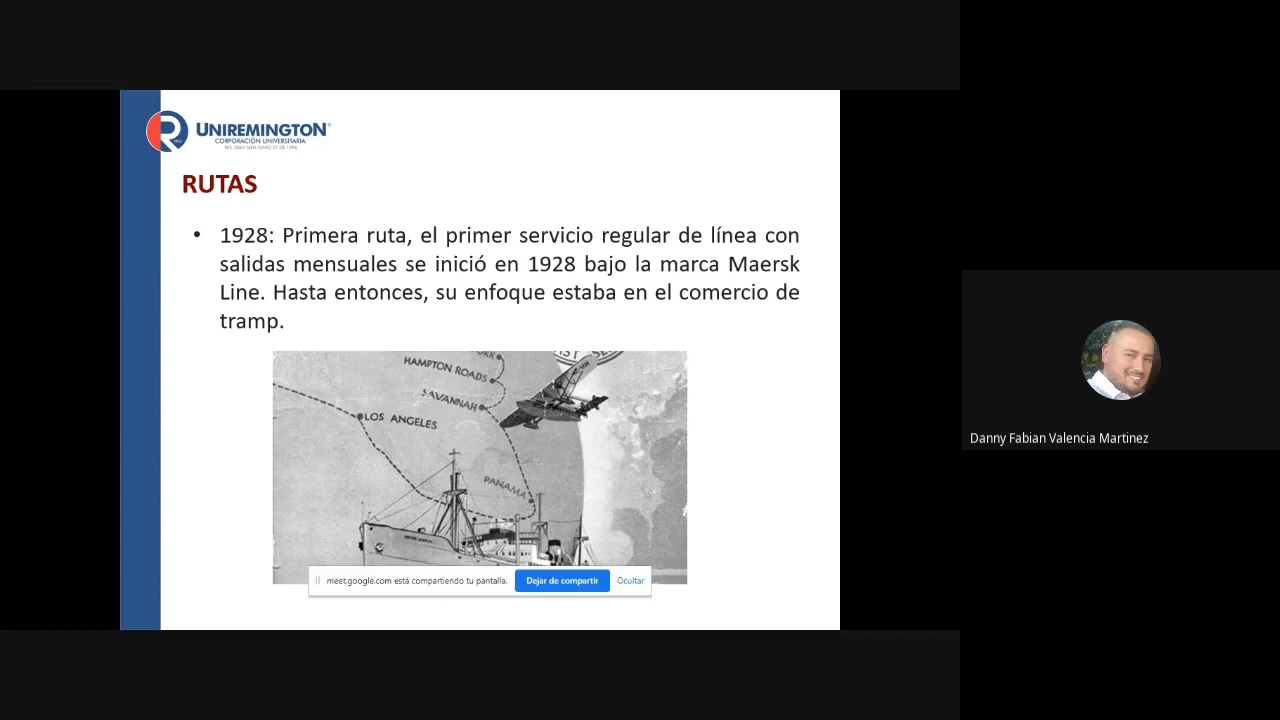 UNIREMINGTON®
CORPORACIÓN UNIVERSITARIA
RUTAS
• 1928: Primera ruta, el primer servicio regular de línea con
salidas mensuales se inició en 1928 bajo la marca Maersk
Line. Hasta entonces, su enfoque estaba en el comercio de
tramp.
HAMPTON ROADS
SAVANNAH
LOS ANGELES
PANAMA
meet.google.com está compartiendo tu pantalla.
Dejar de compartir
Ocultar
Danny Fabian Valencia Martinez